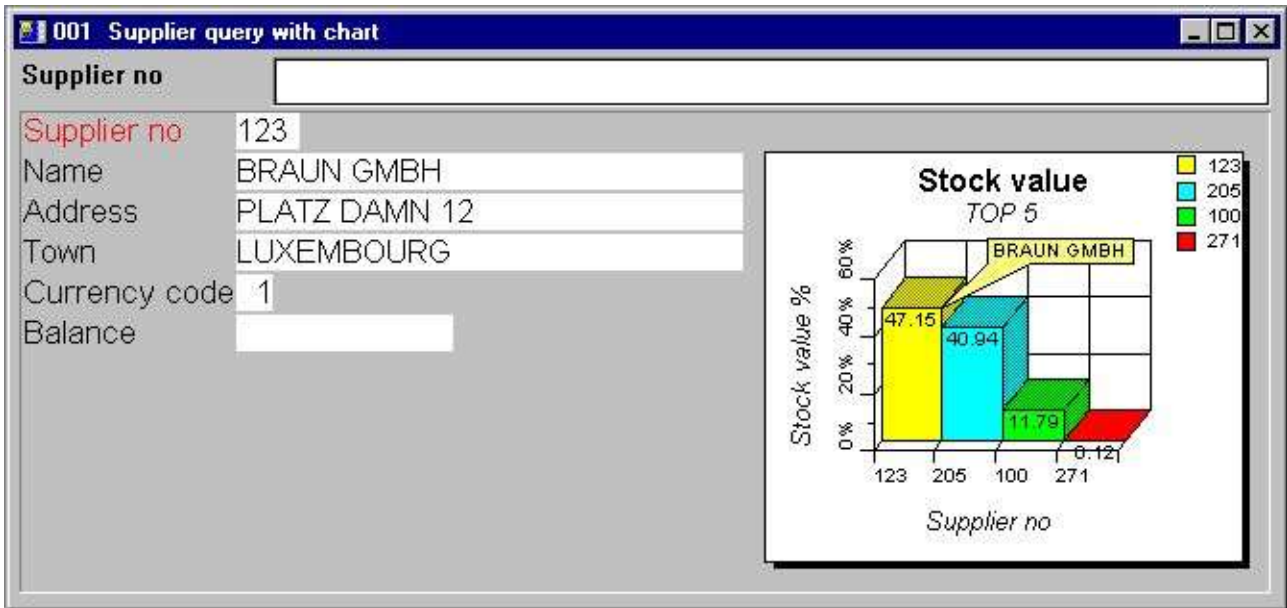 001 Supplier query with chart
Supplier no
Supplier no 123
Name BRAUN GMBH
Address PLATZ DAMN 12
Town LUXEMBOURG
Currency code 1
Balance
Stock value
TOP 5
123
205
100
271
BRAUN GMBH
Stock value %
60%
40%
20%
0%
47.15
40.94
11.79
0.12
123 205 100 271
Supplier no